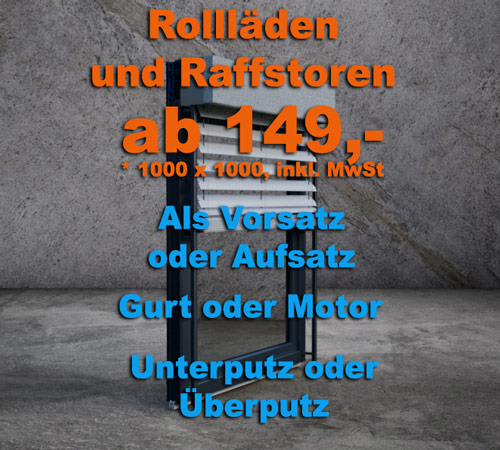 Rollläden
und Raffstoren
ab 149,-
* 1000 x 1000, inkl. MwSt
Als Vorsatz
oder Aufsatz
Gurt oder Motor
Unterputz oder
Überputz